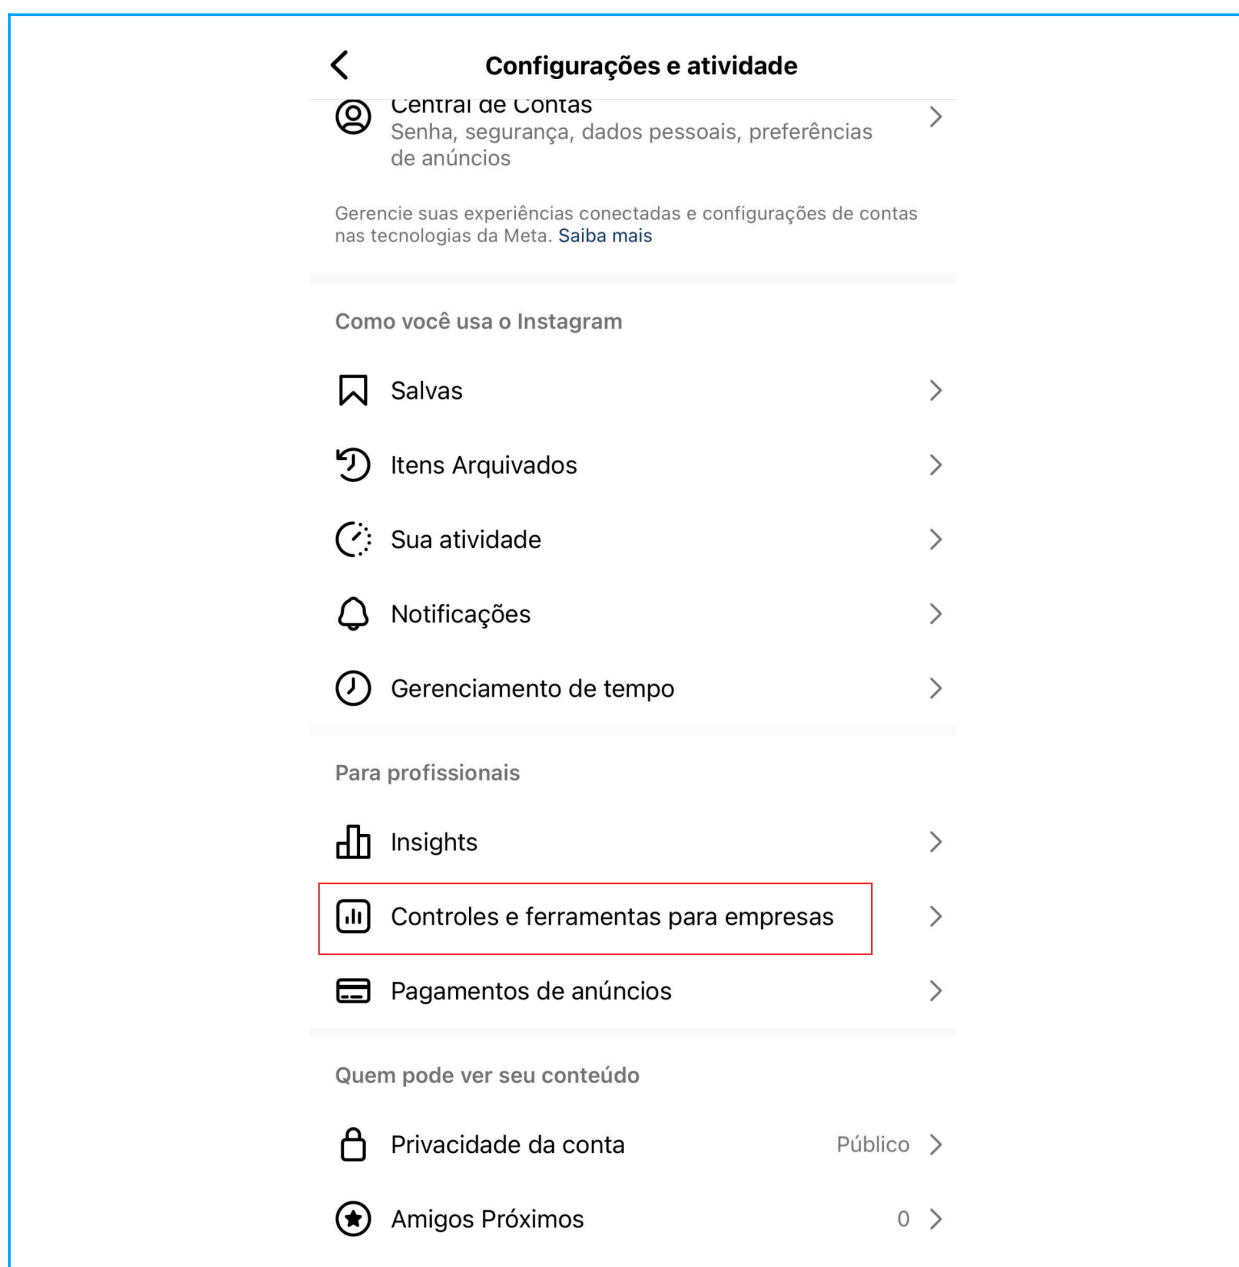 Configurações e atividade
Central de Contas
Senha, segurança, dados pessoais, preferências
de anúncios
Gerencie suas experiências conectadas e configurações de contas
nas tecnologias da Meta. Saiba mais
Como você usa o Instagram
Salvas
Itens Arquivados
Sua atividade
Notificações
Gerenciamento de tempo
Para profissionais
Insights
Controles e ferramentas para empresas
Pagamentos de anúncios
Quem pode ver seu conteúdo
Privacidade da conta Público
Amigos Próximos 0